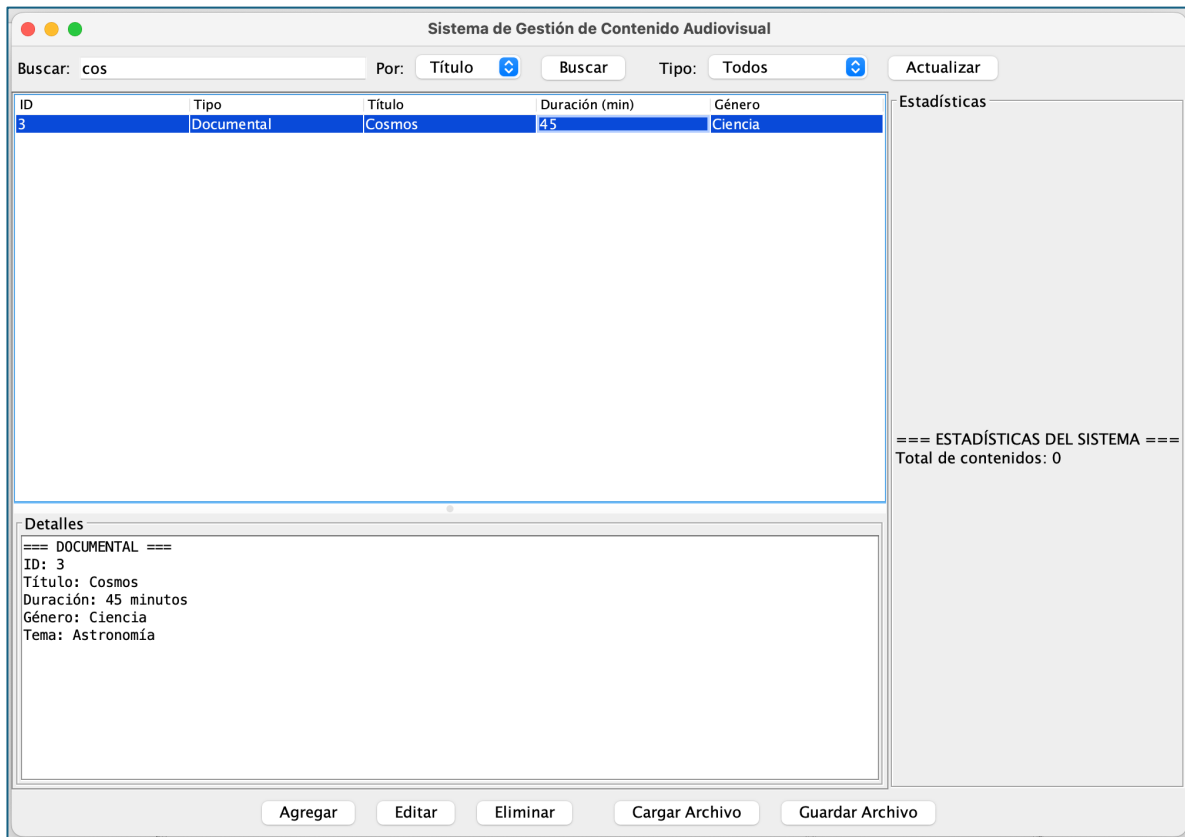 Sistema de Gestión de Contenido Audiovisual
Buscar: cos Por: Título Buscar Tipo: Todos Actualizar
ID Tipo Título Duración (min) Género
3 Documental Cosmos 45 Ciencia
Estadísticas
=== ESTADÍSTICAS DEL SISTEMA ===
Total de contenidos: 0
Detalles
=== DOCUMENTAL ===
ID: 3
Título: Cosmos
Duración: 45 minutos
Género: Ciencia
Tema: Astronomía
Agregar Editar Eliminar Cargar Archivo Guardar Archivo